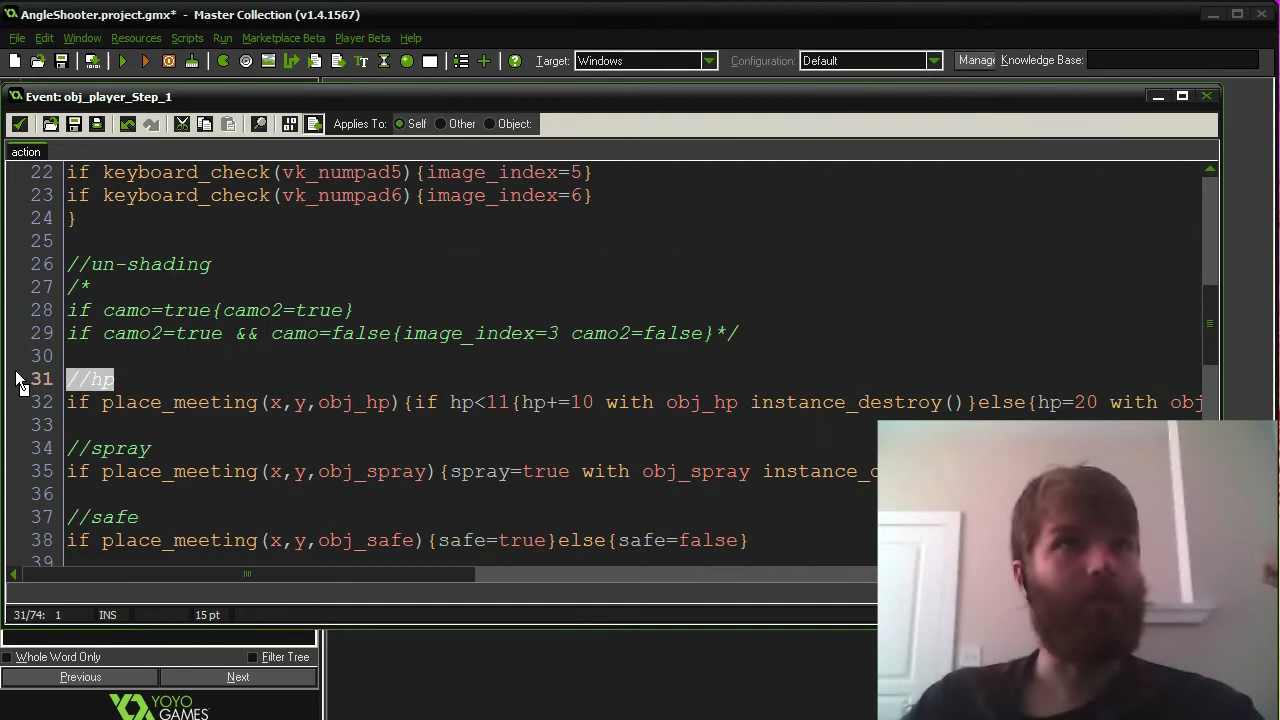 AngleShooter.project.gmx* - Master Collection (v1.4.1567)
File Edit Window Resources Scripts Run Marketplace Beta Player Beta Help
Target: Windows Configuration: Default Manage Knowledge Base:
Event: obj_player_Step_1
Applies To: Self Other Object:
action
22 if keyboard_check(vk_numpad5){image_index=5}
23 if keyboard_check(vk_numpad6){image_index=6}
24 }
25
26 //un-shading
27 /*
28 if camo=true{camo2=true}
29 if camo2=true && camo=false{image_index=3 camo2=false}*/
30
31 //hp
32 if place_meeting(x,y,obj_hp){if hp<11{hp+=10 with obj_hp instance_destroy()}else{hp=20 with obj
33
34 //spray
35 if place_meeting(x,y,obj_spray){spray=true with obj_spray instance_
36
37 //safe
38 if place_meeting(x,y,obj_safe){safe=true}else{safe=false}
39
31/74: 1 INS 15 pt
Whole Word Only Filter Tree
Previous Next
YOYO
GAMES